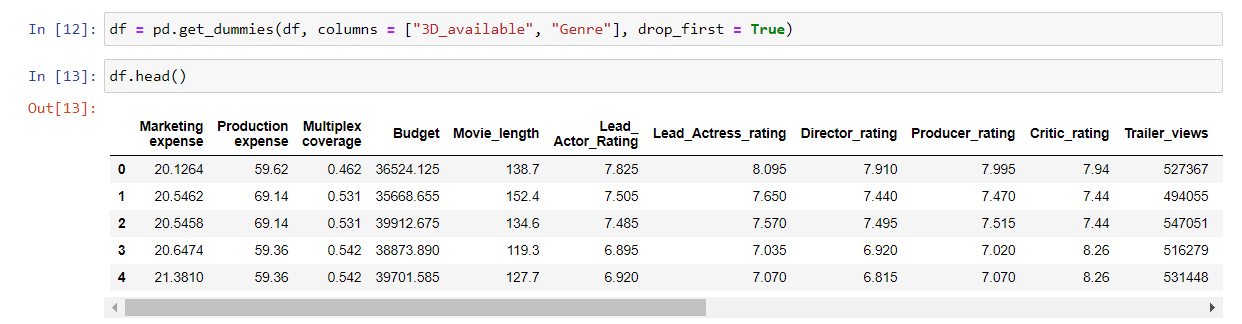 In [12]: df = pd.get_dummies(df, columns = ["3D_available", "Genre"], drop_first = True)
In [13]: df.head()
Out[13]:
Marketing expense Production expense Multiplex coverage Budget Movie_length Lead_ Actor_Rating Lead_Actress_rating Director_rating Producer_rating Critic_rating Trailer_views
0 20.1264 59.62 0.462 36524.125 138.7 7.825 8.095 7.910 7.995 7.94 527367
1 20.5462 69.14 0.531 35668.655 152.4 7.505 7.650 7.440 7.470 7.44 494055
2 20.5458 69.14 0.531 39912.675 134.6 7.485 7.570 7.495 7.515 7.44 547051
3 20.6474 59.36 0.542 38873.890 119.3 6.895 7.035 6.920 7.020 8.26 516279
4 21.3810 59.36 0.542 39701.585 127.7 6.920 7.070 6.815 7.070 8.26 531448